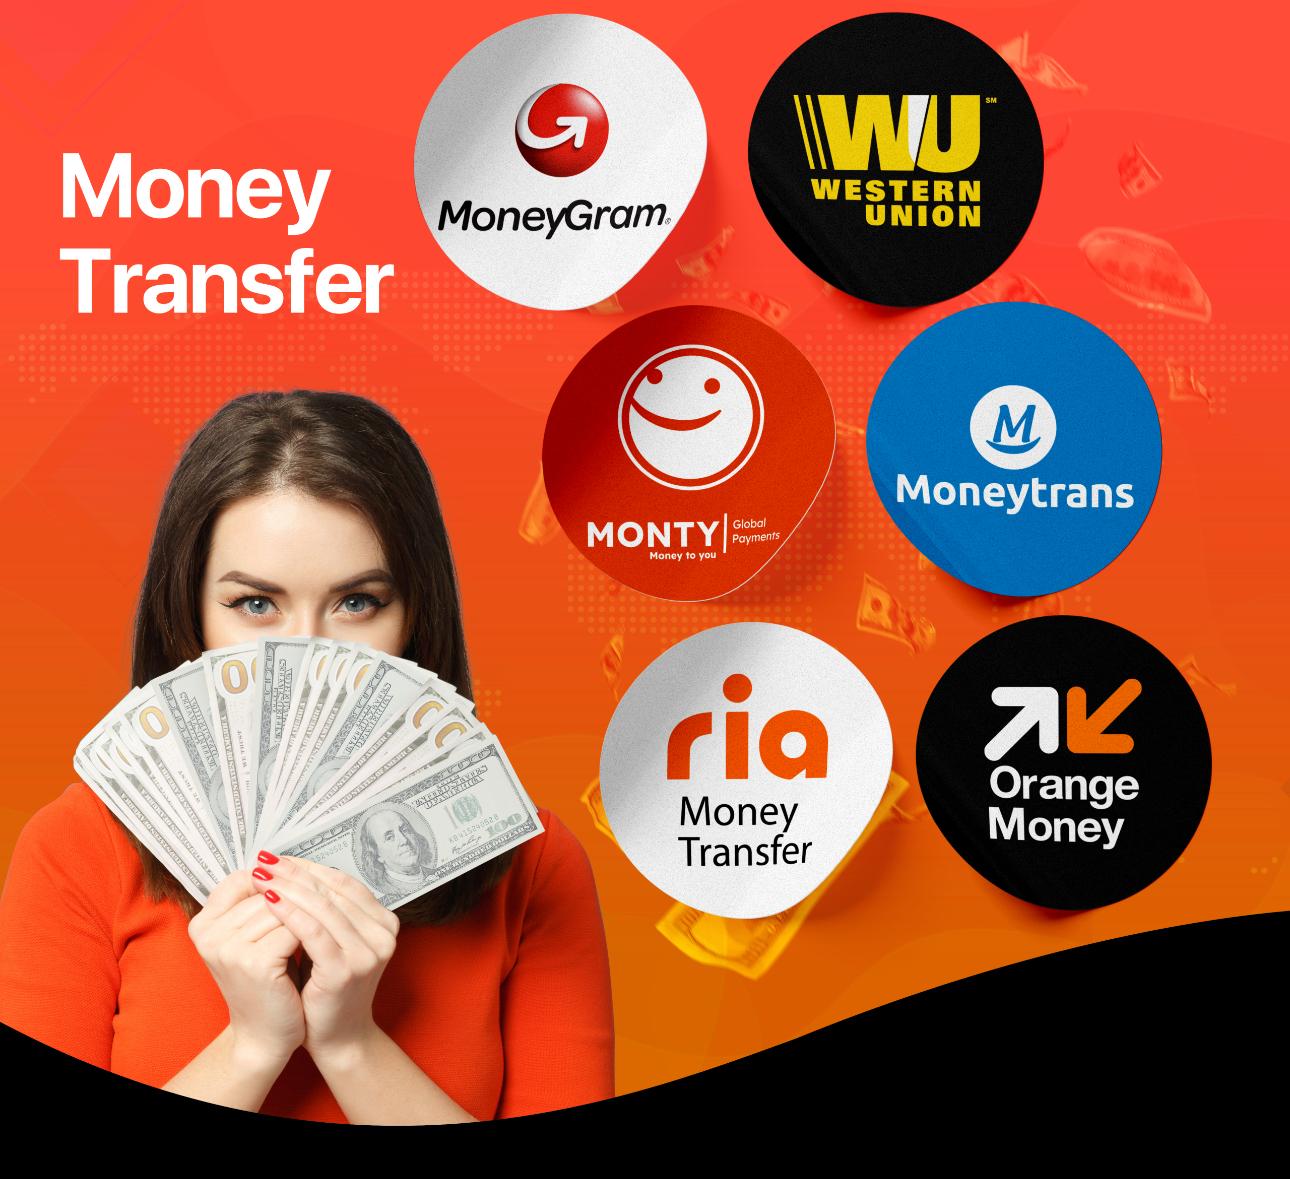 Money
Transfer
MoneyGram®
WU SM
WESTERN
UNION
MONTY
Global
Payments
Money to you
M
Moneytrans
ria
Money
Transfer
Orange
Money
100